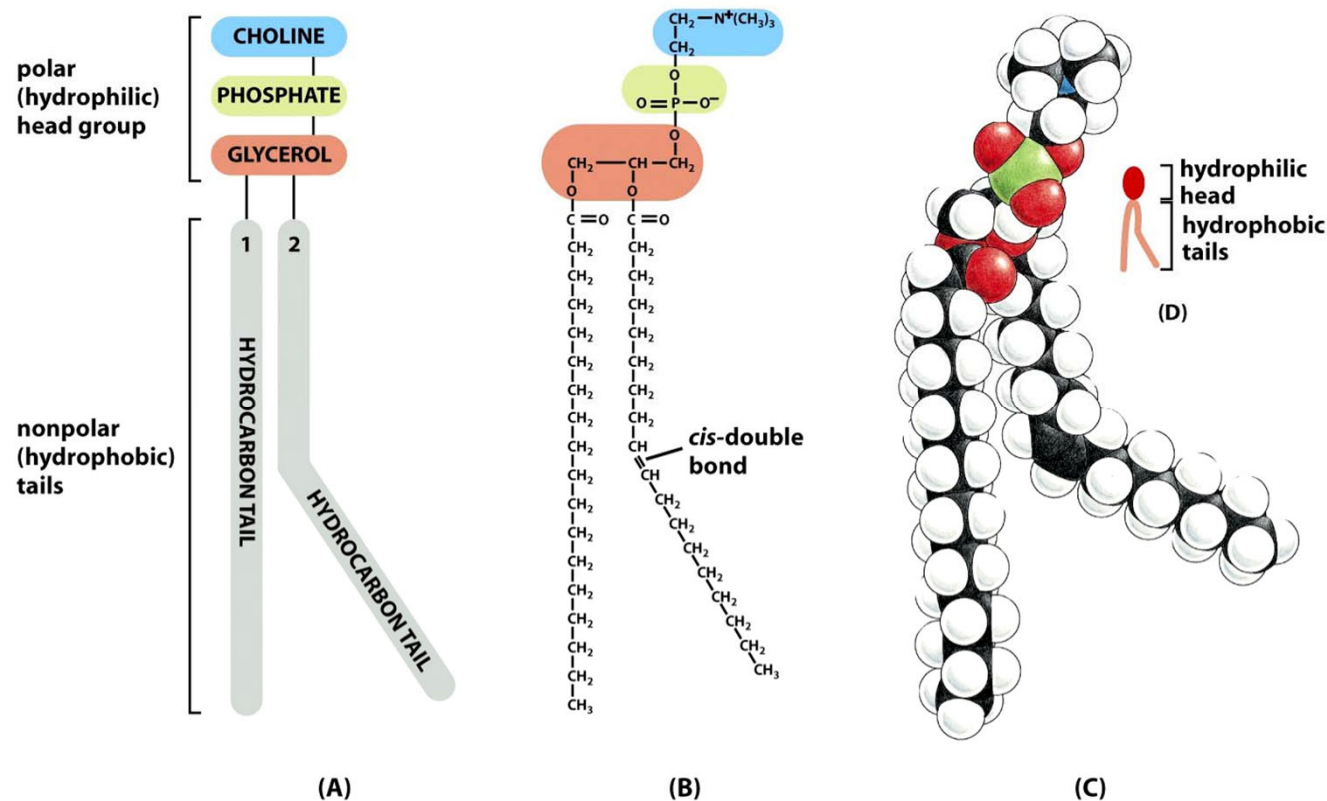 polar
(hydrophilic)
head group
CHOLINE
PHOSPHATE
GLYCEROL
nonpolar
(hydrophobic)
tails
1
2
HYDROCARBON TAIL
HYDROCARBON TAIL
(A)
CH₂—N⁺(CH₃)₃
CH₂
O
O=P—O⁻
O
CH₂—CH—CH₂
O O
C=O C=O
CH₂ CH₂
CH₂ CH₂
CH₂ CH₂
CH₂ CH₂
CH₂ CH₂
CH₂ CH₂
CH₂ CH₂
CH₂ CH
CH₂ CH
CH₂ CH₂
CH₂ CH₂
CH₂ CH₂
CH₂ CH₂
CH₂ CH₂
CH₂ CH₂
CH₂ CH₂
CH₃ CH₃
cis-double
bond
(B)
(C)
hydrophilic
head
hydrophobic
tails
(D)